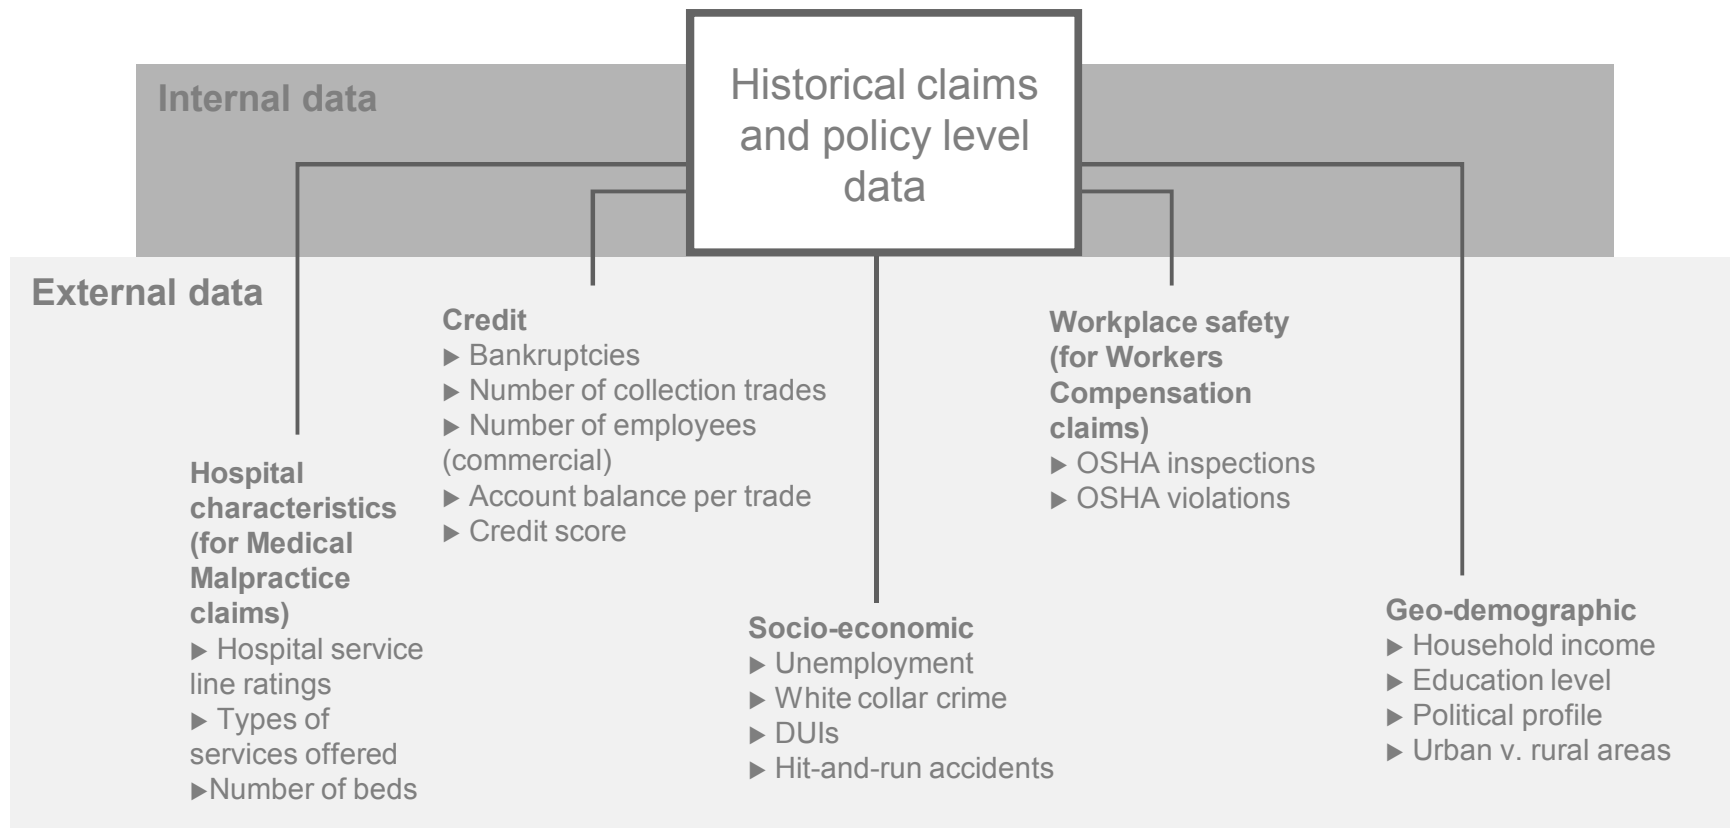 Historical claims
and policy level
data
Internal data
External data
Credit
▶ Bankruptcies
▶ Number of collection trades
▶ Number of employees
(commercial)
▶ Account balance per trade
▶ Credit score
Workplace safety
(for Workers
Compensation
claims)
▶ OSHA inspections
▶ OSHA violations
Hospital
characteristics
(for Medical
Malpractice
claims)
▶ Hospital service
line ratings
▶ Types of
services offered
▶Number of beds
Socio-economic
▶ Unemployment
▶ White collar crime
▶ DUIs
▶ Hit-and-run accidents
Geo-demographic
▶ Household income
▶ Education level
▶ Political profile
▶ Urban v. rural areas